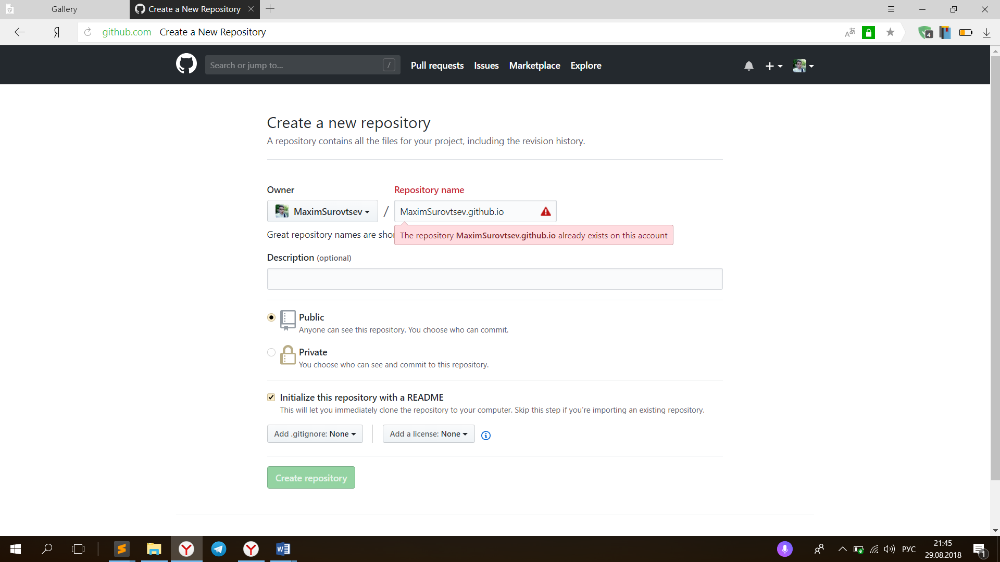 Gallery
Create a New Repository
Я
github.com Create a New Repository
4
Search or jump to... /
Pull requests Issues Marketplace Explore
Create a new repository
A repository contains all the files for your project, including the revision history.
Owner
Repository name
MaximSurovtsev / MaximSurovtsev.github.io
Great repository names are shor
The repository MaximSurovtsev.github.io already exists on this account
Description (optional)
Public
Anyone can see this repository. You choose who can commit.
Private
You choose who can see and commit to this repository.
Initialize this repository with a README
This will let you immediately clone the repository to your computer. Skip this step if you're importing an existing repository.
Add .gitignore: None
Add a license: None
Create repository
РУС
21:45
29.08.2018
1